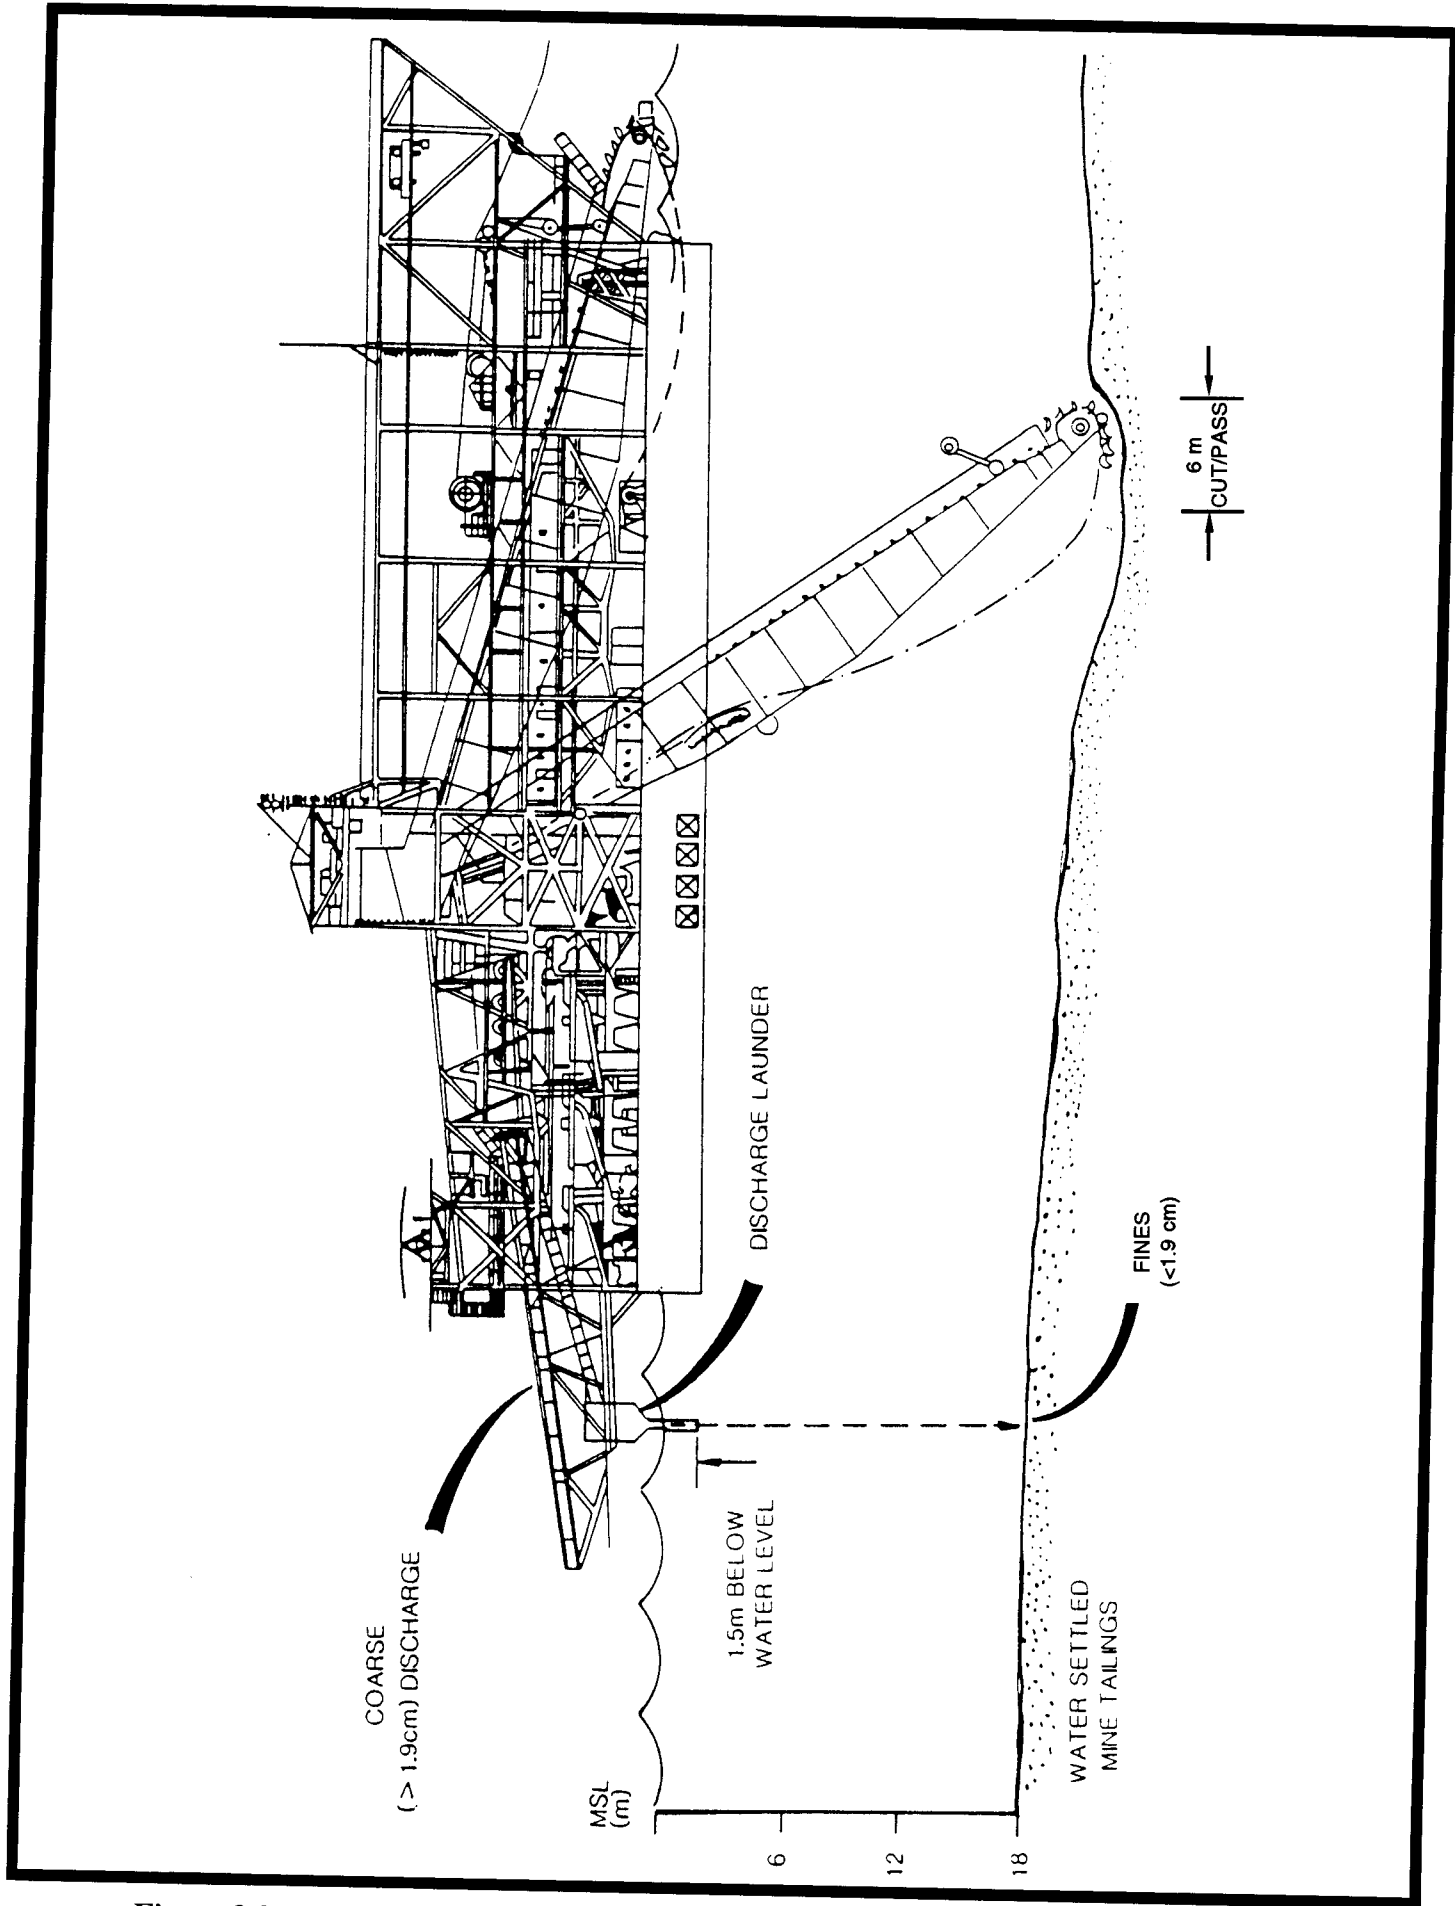 COARSE
( > 1.9cm) DISCHARGE
MSL
(m)
6
12
18
1.5m BELOW
WATER LEVEL
WATER SETTLED
MINE TAILINGS
DISCHARGE LAUNDER
FINES
(<1.9 cm)
6 m
CUT/PASS